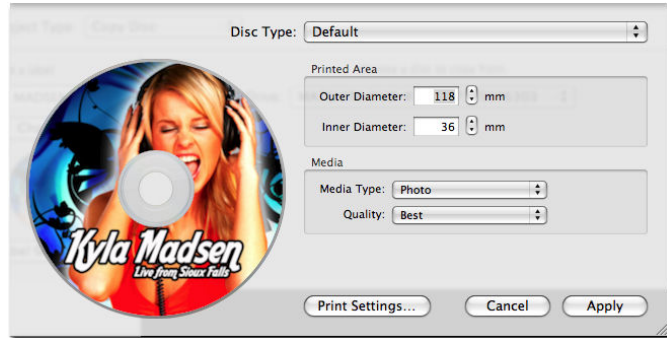 Disc Type: Default
Printed Area
Outer Diameter: 118 mm
Inner Diameter: 36 mm
Media
Media Type: Photo
Quality: Best
Kyla Madsen
Live from Sioux Falls
Print Settings... Cancel Apply